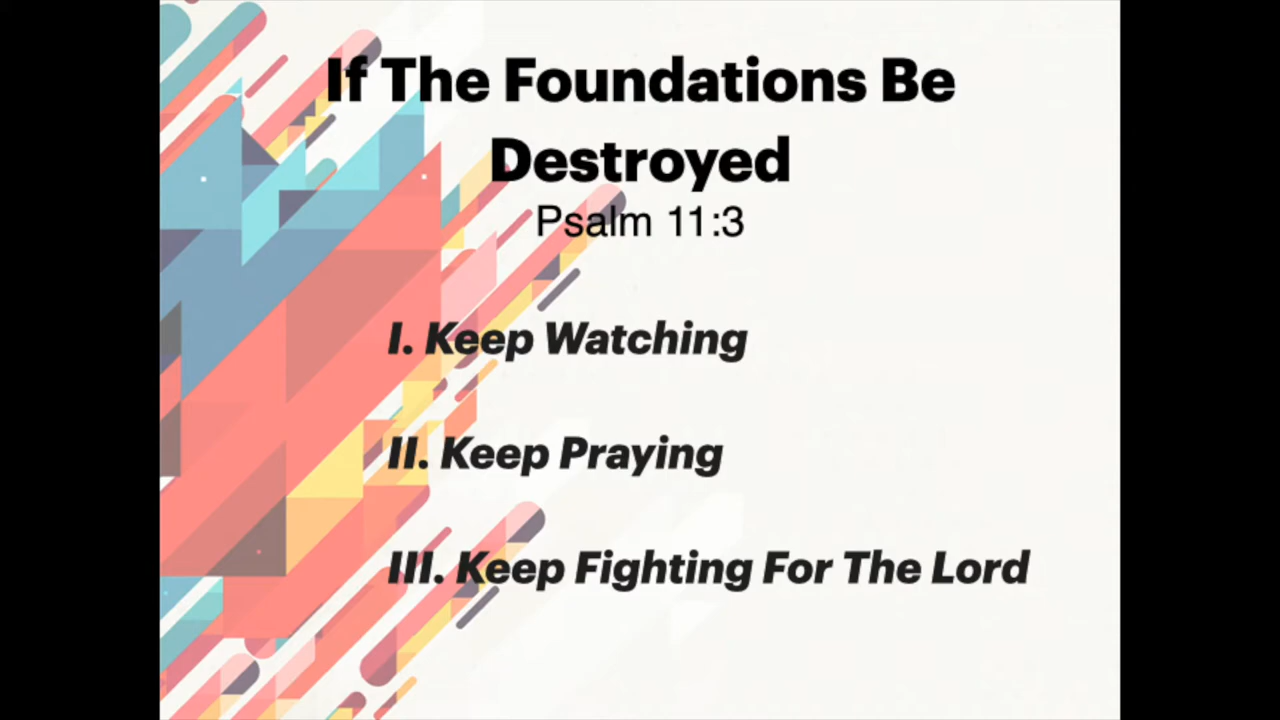 If The Foundations Be
Destroyed
Psalm 11:3
I. Keep Watching
II. Keep Praying
III. Keep Fighting For The Lord